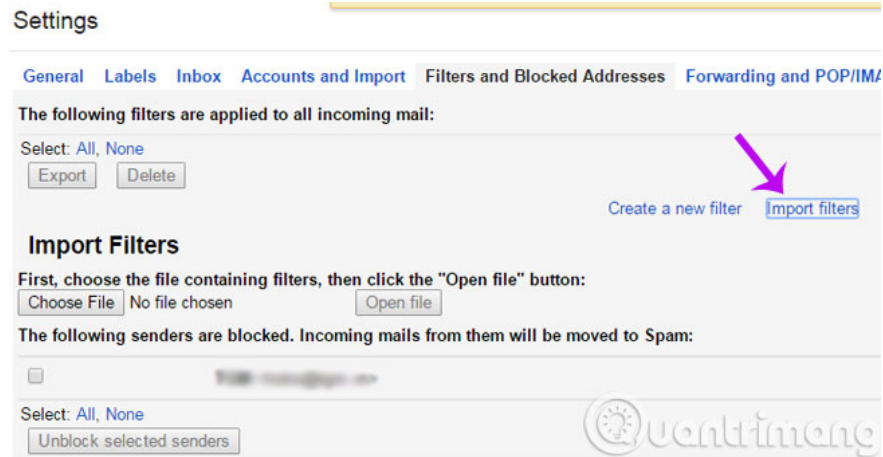 Settings
General Labels Inbox Accounts and Import Filters and Blocked Addresses Forwarding and POP/IMA
The following filters are applied to all incoming mail:
Select: All, None
Export Delete
Create a new filter Import filters
Import Filters
First, choose the file containing filters, then click the "Open file" button:
Choose File No file chosen Open file
The following senders are blocked. Incoming mails from them will be moved to Spam:
Select: All, None
Unblock selected senders
Quantrimang